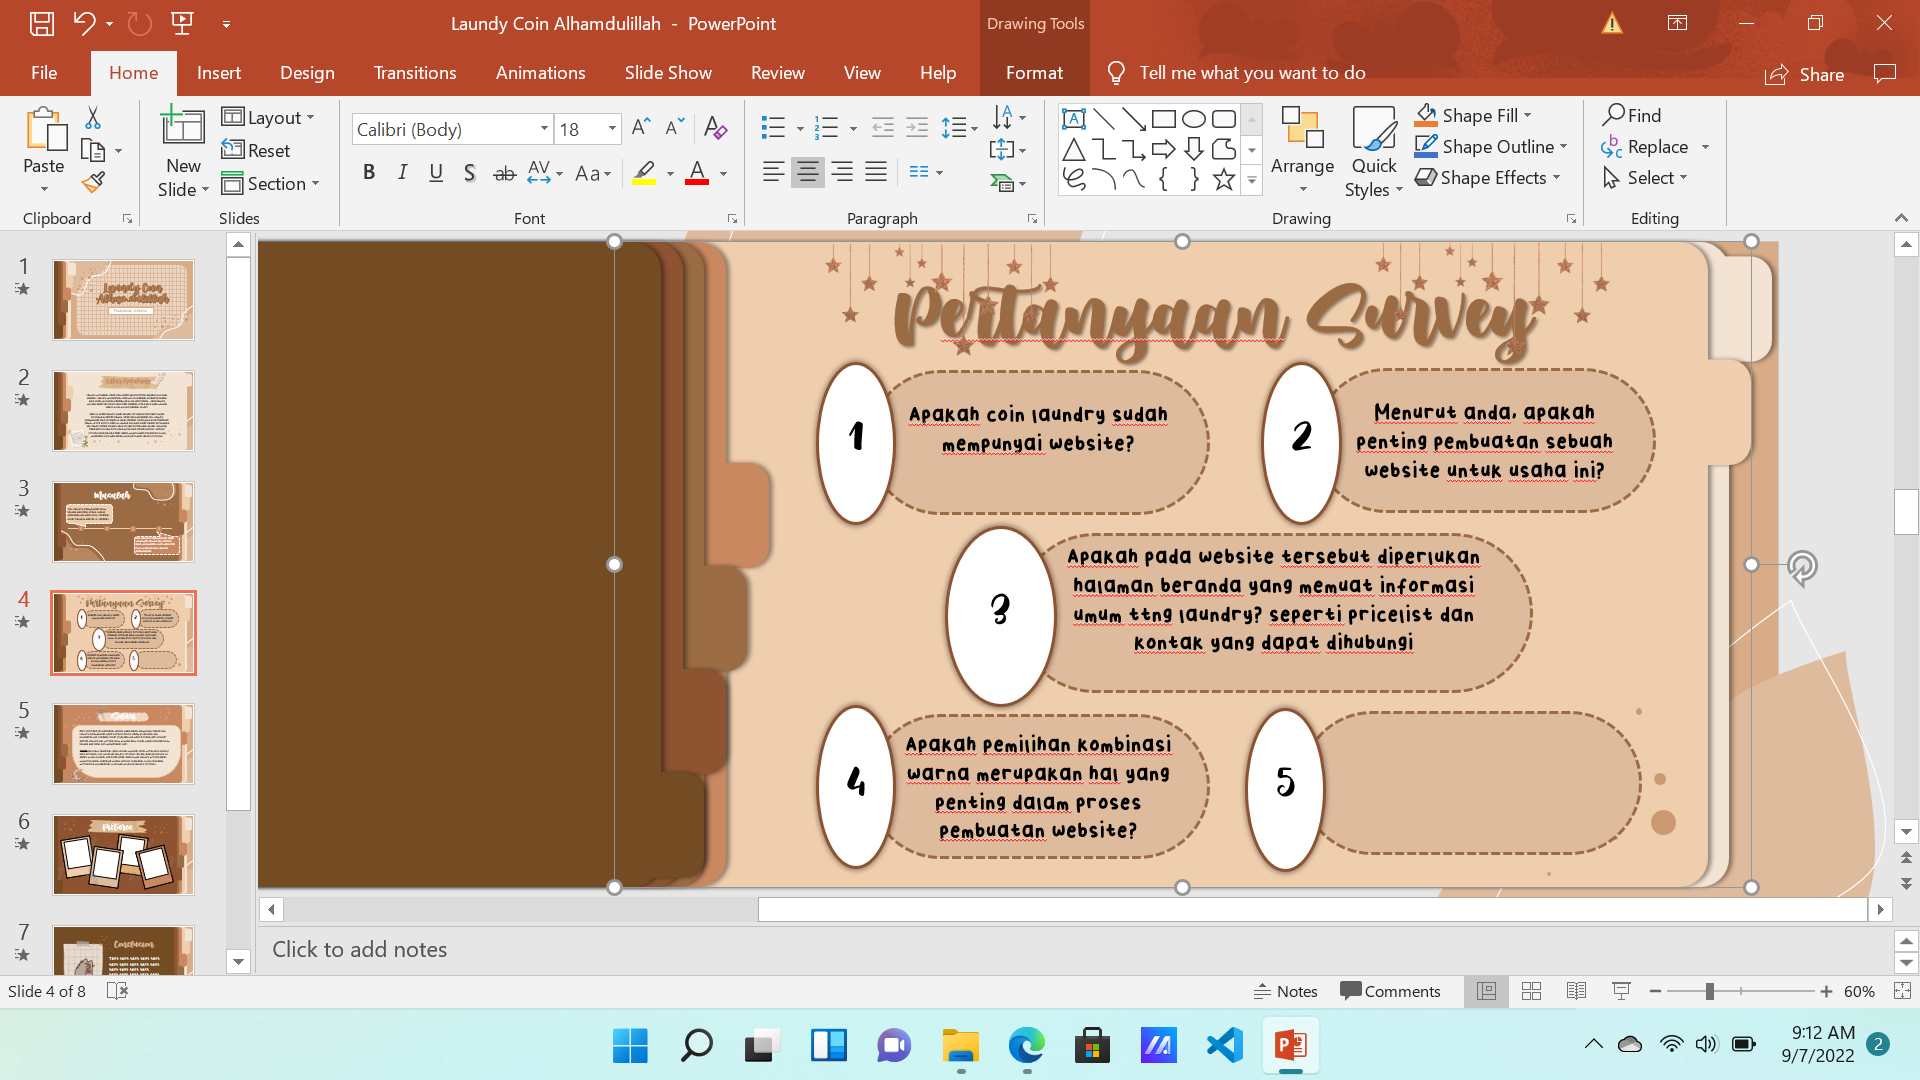 Laundy Coin Alhamdulillah - PowerPoint
Drawing Tools
File Home Insert Design Transitions Animations Slide Show Review View Help Format Tell me what you want to do Share
Paste
Clipboard
New Slide
Layout
Reset
Section
Slides
Calibri (Body) 18
B I U S ab AV Aa A
Font
Paragraph
Arrange
Quick Styles
Shape Fill
Shape Outline
Shape Effects
Drawing
Find
Replace
Select
Editing
1
2
3
4
5
6
7
Pertanyaan Survey
1
Apakah coin laundry sudah
mempunyai website?
2
Menurut anda, apakah
penting pembuatan sebuah
website untuk usaha ini?
3
Apakah pada website tersebut diperlukan
halaman beranda yang memuat informasi
umum ttng laundry? seperti pricelist dan
kontak yang dapat dihubungi
4
Apakah pemilihan kombinasi
warna merupakan hal yang
penting dalam proses
pembuatan website?
5
Click to add notes
Slide 4 of 8
Notes
Comments
60%
9:12 AM
9/7/2022
2